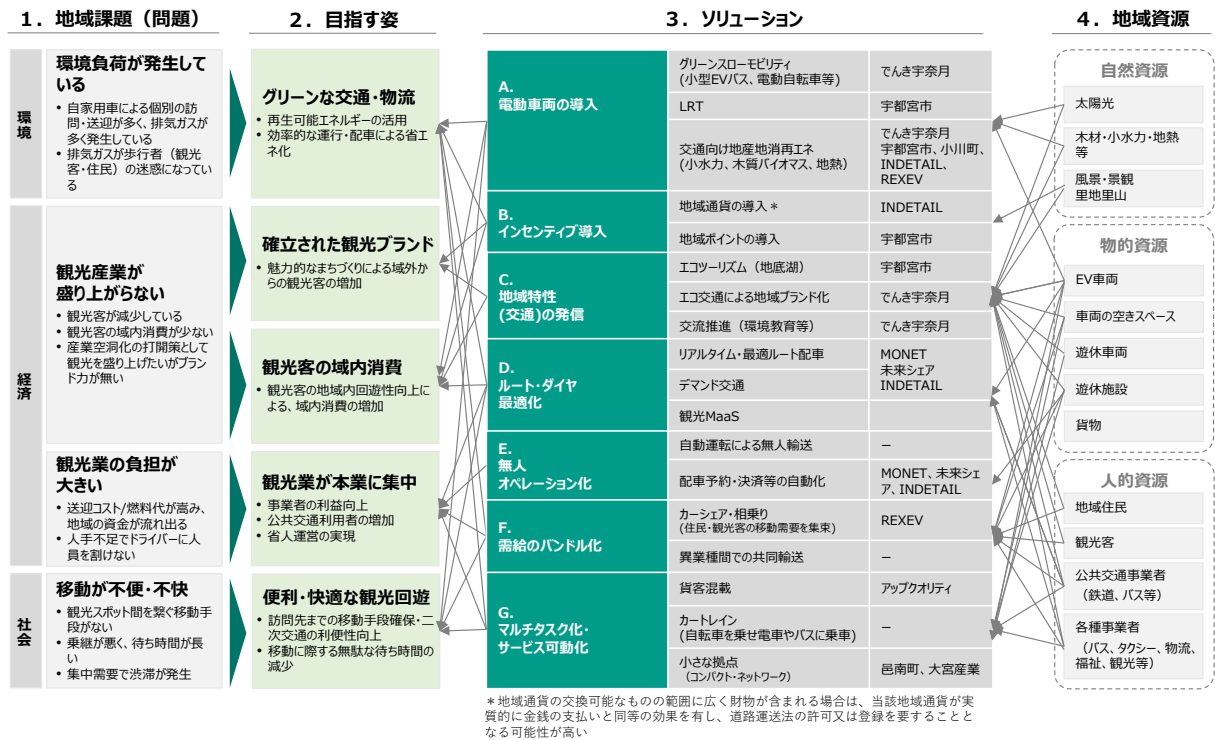 1．地域課題（問題）
2．目指す姿
3．ソリューション
4．地域資源
環境
環境負荷が発生して
いる
• 自家用車による個別の訪
問・送迎が多く、排気ガスが
多く発生している
• 排気ガスが歩行者（観光
客・住民）の迷惑になってい
る
経済
観光産業が
盛り上がらない
• 観光客が減少している
• 観光客の域内消費が少ない
• 産業空洞化の打開策として
観光を盛り上げたいがブラン
ド力が無い
観光業の負担が
大きい
• 送迎コスト/燃料代が嵩み、
地域の資金が流れ出る
• 人手不足でドライバーに人
員を割けない
社会
移動が不便・不快
• 観光スポット間を繋ぐ移動手
段がない
• 乗継が悪く、待ち時間が長
い
• 集中需要で渋滞が発生
グリーンな交通・物流
• 再生可能エネルギーの活用
• 効率的な運行・配車による省エ
ネ化
確立された観光ブランド
• 魅力的なまちづくりによる域外か
らの観光客の増加
観光客の域内消費
• 観光客の地域内回遊性向上に
よる、域内消費の増加
観光業が本業に集中
• 事業者の利益向上
• 公共交通利用者の増加
• 省人運営の実現
便利・快適な観光回遊
• 訪問先までの移動手段確保・二
次交通の利便性向上
• 移動に際する無駄な待ち時間の
減少
A.
電動車両の導入
グリーンスローモビリティ
(小型EVバス、電動自転車等)
でんき宇奈月
LRT
宇都宮市
交通向け地産地消再エネ
(小水力、木質バイオマス、地熱)
でんき宇奈月
宇都宮市、小川町、
INDETAIL、
REXEV
B.
インセンティブ導入
地域通貨の導入＊
INDETAIL
地域ポイントの導入
宇都宮市
C.
地域特性
(交通)の発信
エコツーリズム（地底湖）
宇都宮市
エコ交通による地域ブランド化
でんき宇奈月
交流推進（環境教育等）
でんき宇奈月
D.
ルート・ダイヤ
最適化
リアルタイム・最適ルート配車
MONET
未来シェア
INDETAIL
デマンド交通
観光MaaS
E.
無人
オペレーション化
自動運転による無人輸送
－
配車予約・決済等の自動化
MONET、未来シェ
ア、INDETAIL
F.
需給のバンドル化
カーシェア・相乗り
(住民・観光客の移動需要を集束)
REXEV
異業種間での共同輸送
－
G.
マルチタスク化・
サービス可動化
貨客混載
アップクオリティ
カートレイン
(自転車を乗せ電車やバスに乗車)
－
小さな拠点
（コンパクト・ネットワーク）
邑南町、大宮産業
＊地域通貨の交換可能なものの範囲に広く財物が含まれる場合は、当該地域通貨が実
質的に金銭の支払いと同等の効果を有し、道路運送法の許可又は登録を要することと
なる可能性が高い
自然資源
太陽光
木材・小水力・地熱
等
風景・景観
里地里山
物的資源
EV車両
車両の空きスペース
遊休車両
遊休施設
貨物
人的資源
地域住民
観光客
公共交通事業者
（鉄道、バス等）
各種事業者
（バス、タクシー、物流、
福祉、観光等）